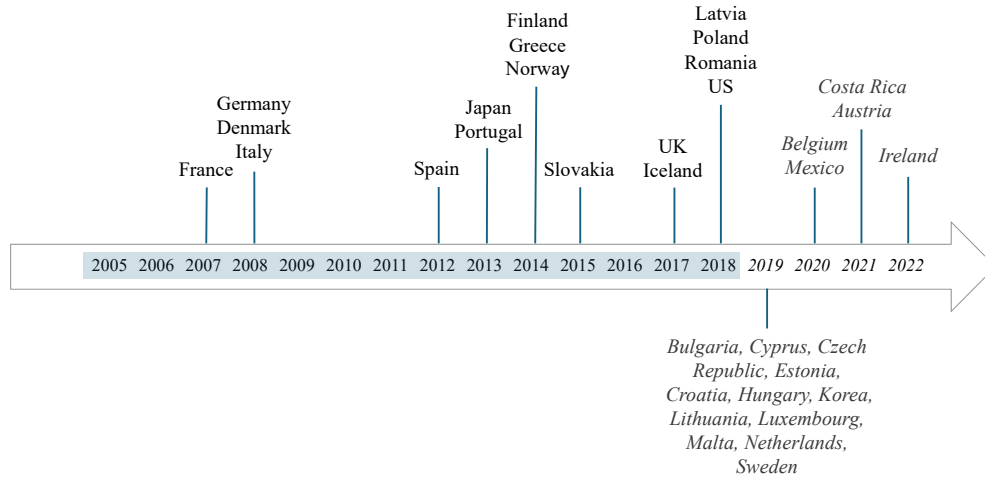 Finland
Greece
Norway
Latvia
Poland
Romania
US
Germany
Denmark
Italy
France
Japan
Portugal
Spain
Slovakia
UK
Iceland
Costa Rica
Austria
Belgium
Mexico
Ireland
2005 2006 2007 2008 2009 2010 2011 2012 2013 2014 2015 2016 2017 2018 2019 2020 2021 2022
Bulgaria, Cyprus, Czech
Republic, Estonia,
Croatia, Hungary, Korea,
Lithuania, Luxembourg,
Malta, Netherlands,
Sweden